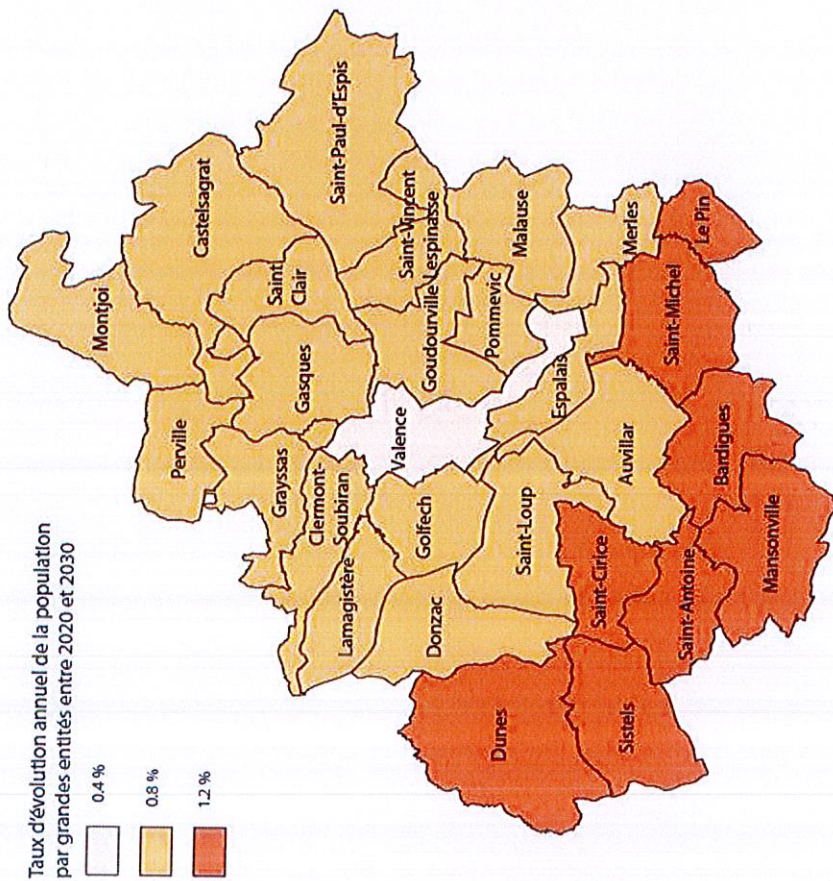 Taux d'évolution annuel de la population
par grandes entités entre 2020 et 2030
0.4 %
0.8 %
1.2 %
Montjoi
Castelsagrat
Perville
Saint
Clair
Saint-Paul-d'Espis
Gasques
Grayssas
Clermont-
Soubiran
Saint-Vincent
Lespinasse
Goudourville
Valence
Lamagistère
Golfech
Pommevic
Malause
Donzac
Espalais
Saint-Loup
Merles
Auvillar
Le Pin
Saint-Michel
Dunes
Saint-Cirice
Bardigues
Sistels
Saint-Antoine
Mansonville